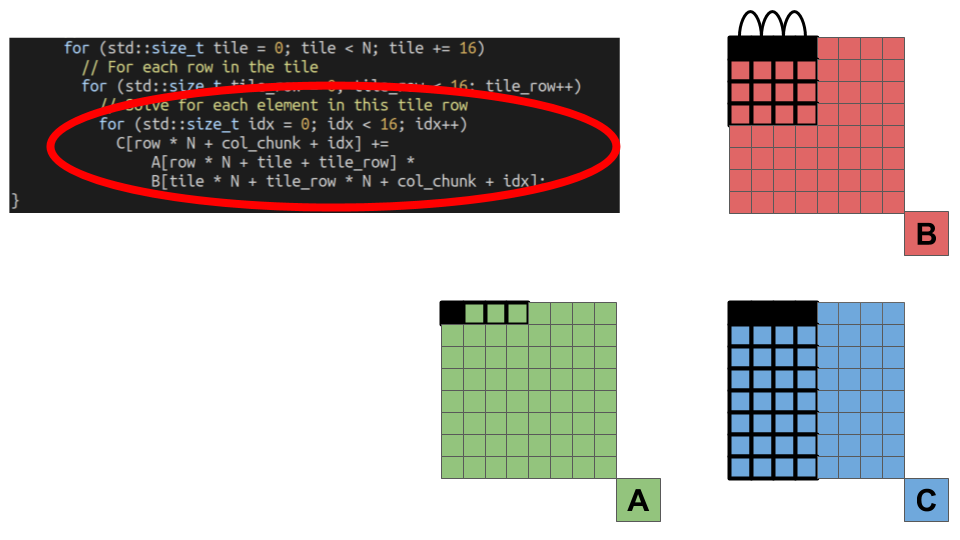 for (std::size_t tile = 0; tile < N; tile += 16)
// For each row in the tile
for (std::size_t tile_row = 0; tile_row < 16; tile_row++)
// Solve for each element in this tile row
for (std::size_t idx = 0; idx < 16; idx++)
C[row * N + col_chunk + idx] +=
A[row * N + tile + tile_row] *
B[tile * N + tile_row * N + col_chunk + idx];
}
B
A
C